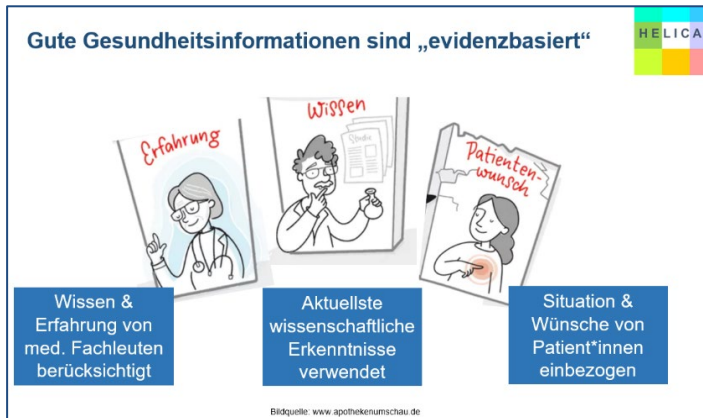 Gute Gesundheitsinformationen sind „evidenzbasiert“
HELICA
Erfahrung
Wissen
Studie
Patienten-
wunsch
Wissen &
Erfahrung von
med. Fachleuten
berücksichtigt
Aktuellste
wissenschaftliche
Erkenntnisse
verwendet
Situation &
Wünsche von
Patient*innen
einbezogen
Bildquelle: www.apothekenumschau.de